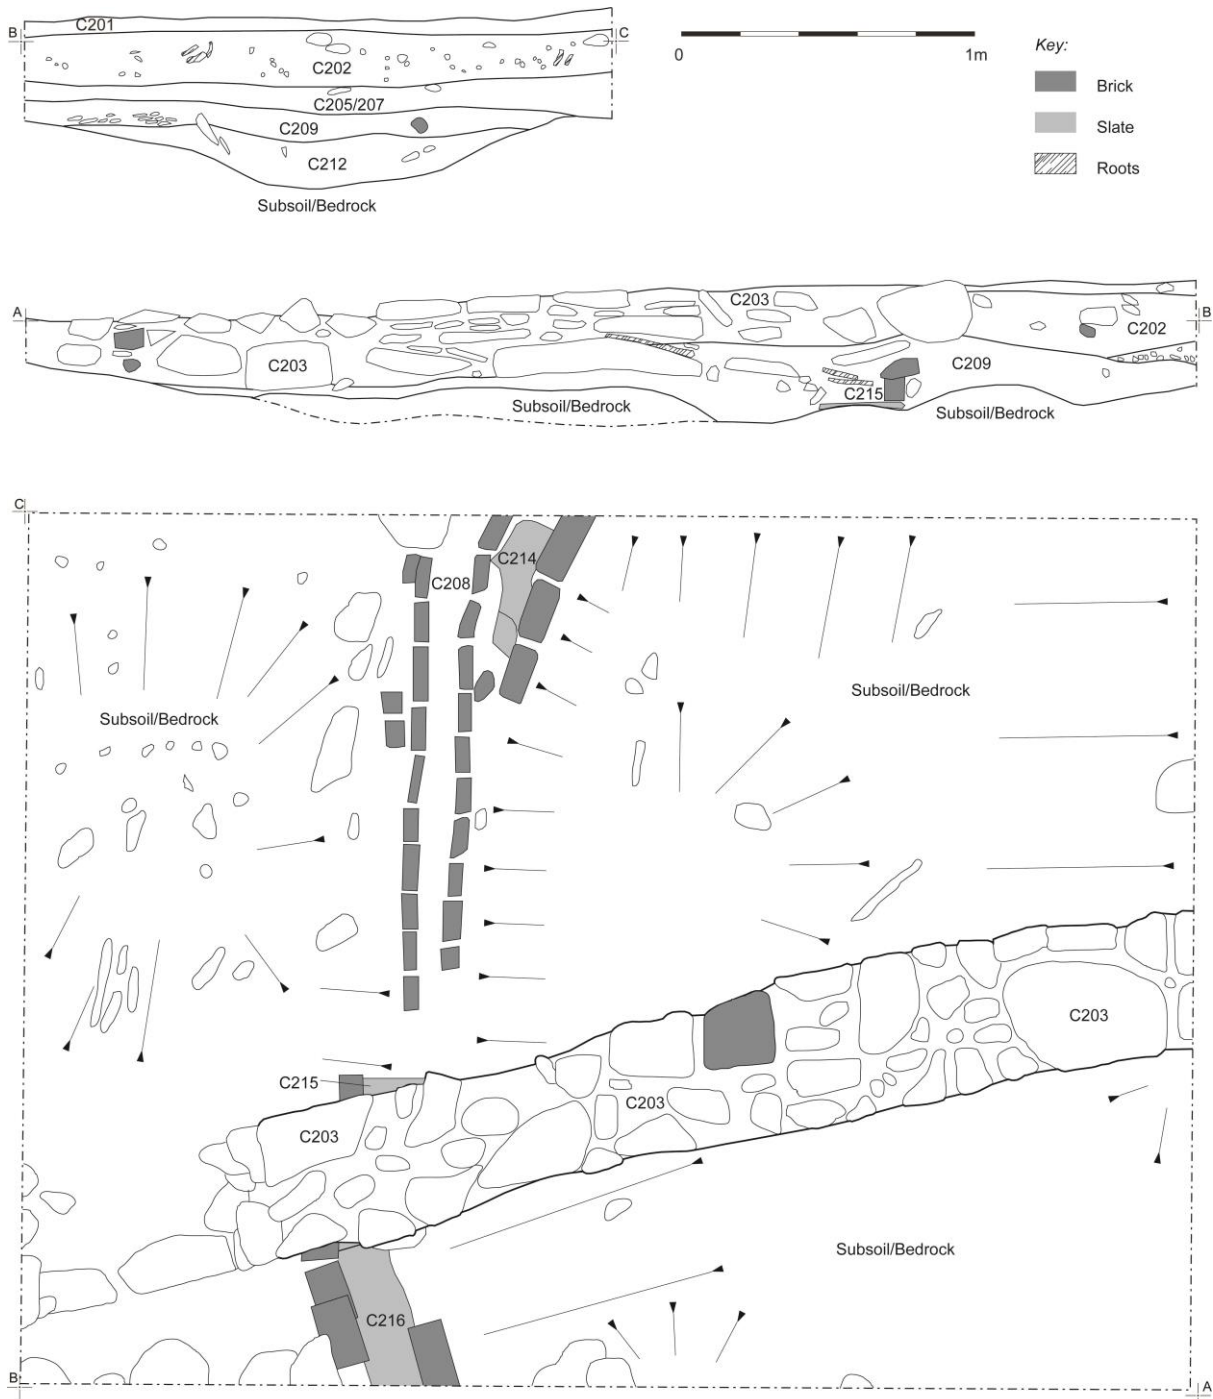 C201
B
C
C202
C205/207
C209
C212
Subsoil/Bedrock
0
1m
Key:
Brick
Slate
Roots
A
C203
C203
B
C202
C209
C215
Subsoil/Bedrock
Subsoil/Bedrock
C
C214
C208
Subsoil/Bedrock
Subsoil/Bedrock
C203
C215
C203
C203
Subsoil/Bedrock
C216
B
A